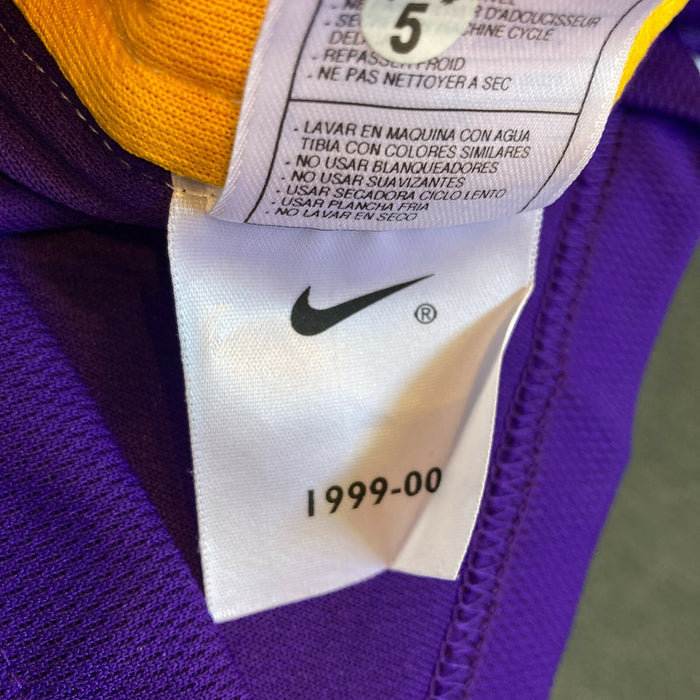 D'ADOUCISSEUR
5
CHINE CYCLE
- REPASSER FROID
- NE PAS NETTOYER A SEC
- LAVAR EN MAQUINA CON AGUA
TIBIA CON COLORES SIMILARES
- NO USAR BLANQUEADORES
- NO USAR SUAVIZANTES
- USAR SECADORA CICLO LENTO
- USAR PLANCHA FRIA
- NO LAVAR EN SECO
®
1999-00